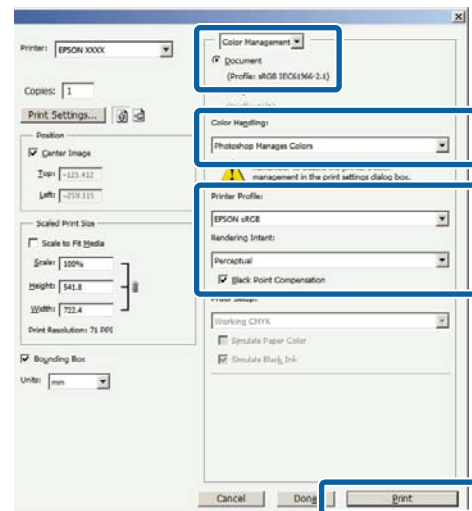 Printer: EPSON XXXX
Copies: 1
Print Settings...
Position
Center Image
Top: -123.412
Left: -259.115
Scaled Print Size
Scale to Fit Media
Scale: 100%
Height: 541.8
Width: 722.4
Print Resolution: 71 PPI
Bounding Box
Units: mm
Color Management
Document
(Profile: sRGB IEC61966-2.1)
Color Handling:
Photoshop Manages Colors
management in the print settings dialog box.
Printer Profile:
EPSON sRGB
Rendering Intent:
Perceptual
Black Point Compensation
Proof Setup:
Working CMYK
Simulate Paper Color
Simulate Black Ink
Cancel
Done
Print